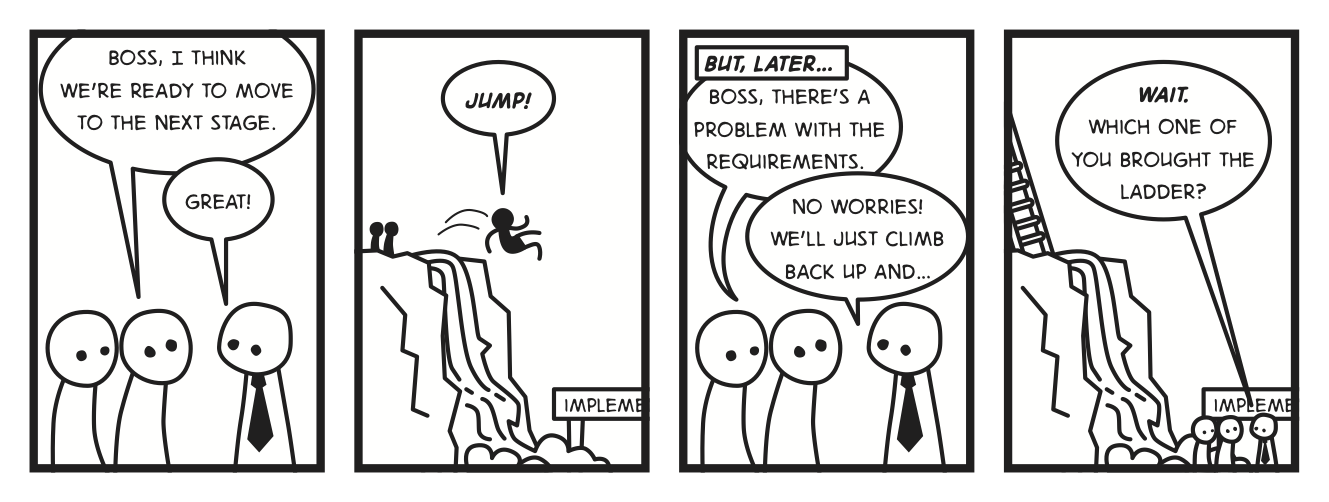 BOSS, I THINK
WE'RE READY TO MOVE
TO THE NEXT STAGE.
GREAT!
JUMP!
IMPLEME
BUT, LATER...
BOSS, THERE'S A
PROBLEM WITH THE
REQUIREMENTS.
NO WORRIES!
WE'LL JUST CLIMB
BACK UP AND...
WAIT.
WHICH ONE OF
YOU BROUGHT THE
LADDER?
IMPLEME